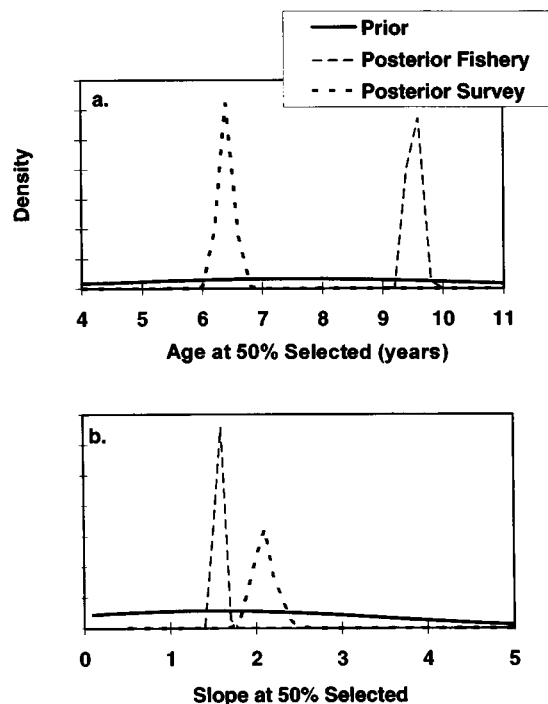 Prior
Posterior Fishery
Posterior Survey
a.
Density
4 5 6 7 8 9 10 11
Age at 50% Selected (years)
b.
0 1 2 3 4 5
Slope at 50% Selected